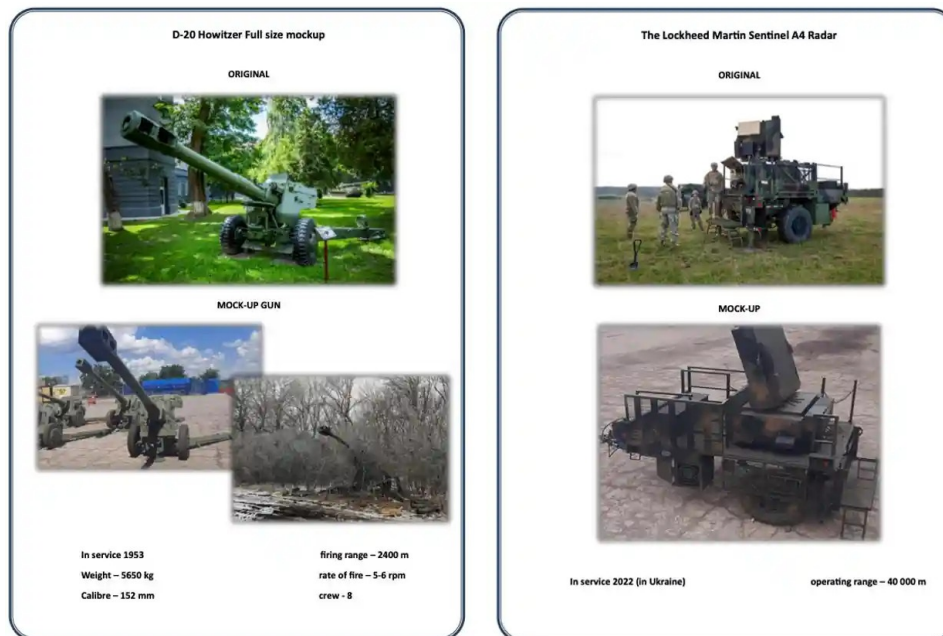 D-20 Howitzer Full size mockup
ORIGINAL
MOCK-UP GUN
In service 1953
firing range – 2400 m
Weight – 5650 kg
rate of fire – 5-6 rpm
Calibre – 152 mm
crew - 8
The Lockheed Martin Sentinel A4 Radar
ORIGINAL
MOCK-UP
In service 2022 (in Ukraine)
operating range – 40 000 m